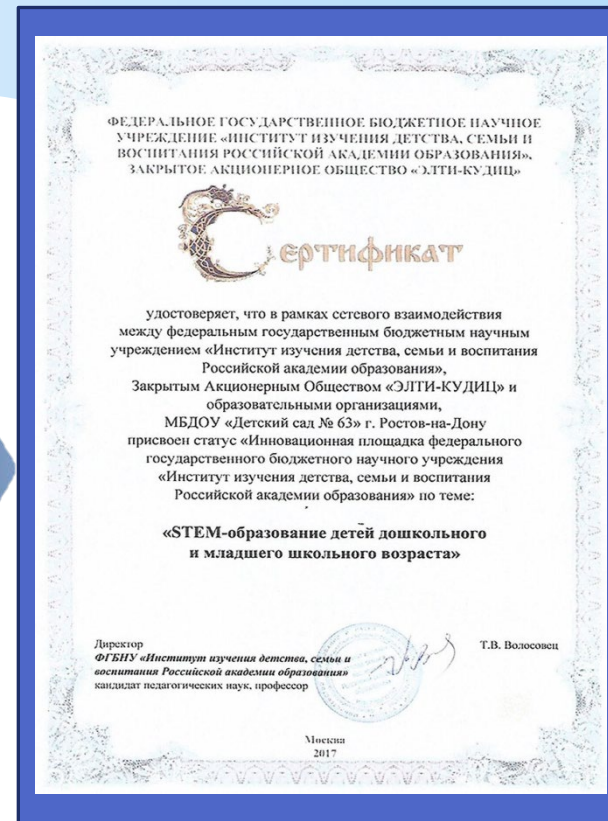 ФЕДЕРАЛЬНОЕ ГОСУДАРСТВЕННОЕ БЮДЖЕТНОЕ НАУЧНОЕ
УЧРЕЖДЕНИЕ «ИНСТИТУТ ИЗУЧЕНИЯ ДЕТСТВА, СЕМЬИ И
ВОСПИТАНИЯ РОССИЙСКОЙ АКАДЕМИИ ОБРАЗОВАНИЯ»,
ЗАКРЫТОЕ АКЦИОНЕРНОЕ ОБЩЕСТВО «ЭЛТИ-КУДИЦ»
Сертификат
удостоверяет, что в рамках сетевого взаимодействия
между федеральным государственным бюджетным научным
учреждением «Институт изучения детства, семьи и воспитания
Российской академии образования»,
Закрытым Акционерным Обществом «ЭЛТИ-КУДИЦ» и
образовательными организациями,
МБДОУ «Детский сад № 63» г. Ростов-на-Дону
присвоен статус «Инновационная площадка федерального
государственного бюджетного научного учреждения
«Институт изучения детства, семьи и воспитания
Российской академии образования» по теме:
«STEM-образование детей дошкольного
и младшего школьного возраста»
Директор
ФГБНУ «Институт изучения детства, семьи и
воспитания Российской академии образования»
кандидат педагогических наук, профессор
Т.В. Волосовец
Москва
2017